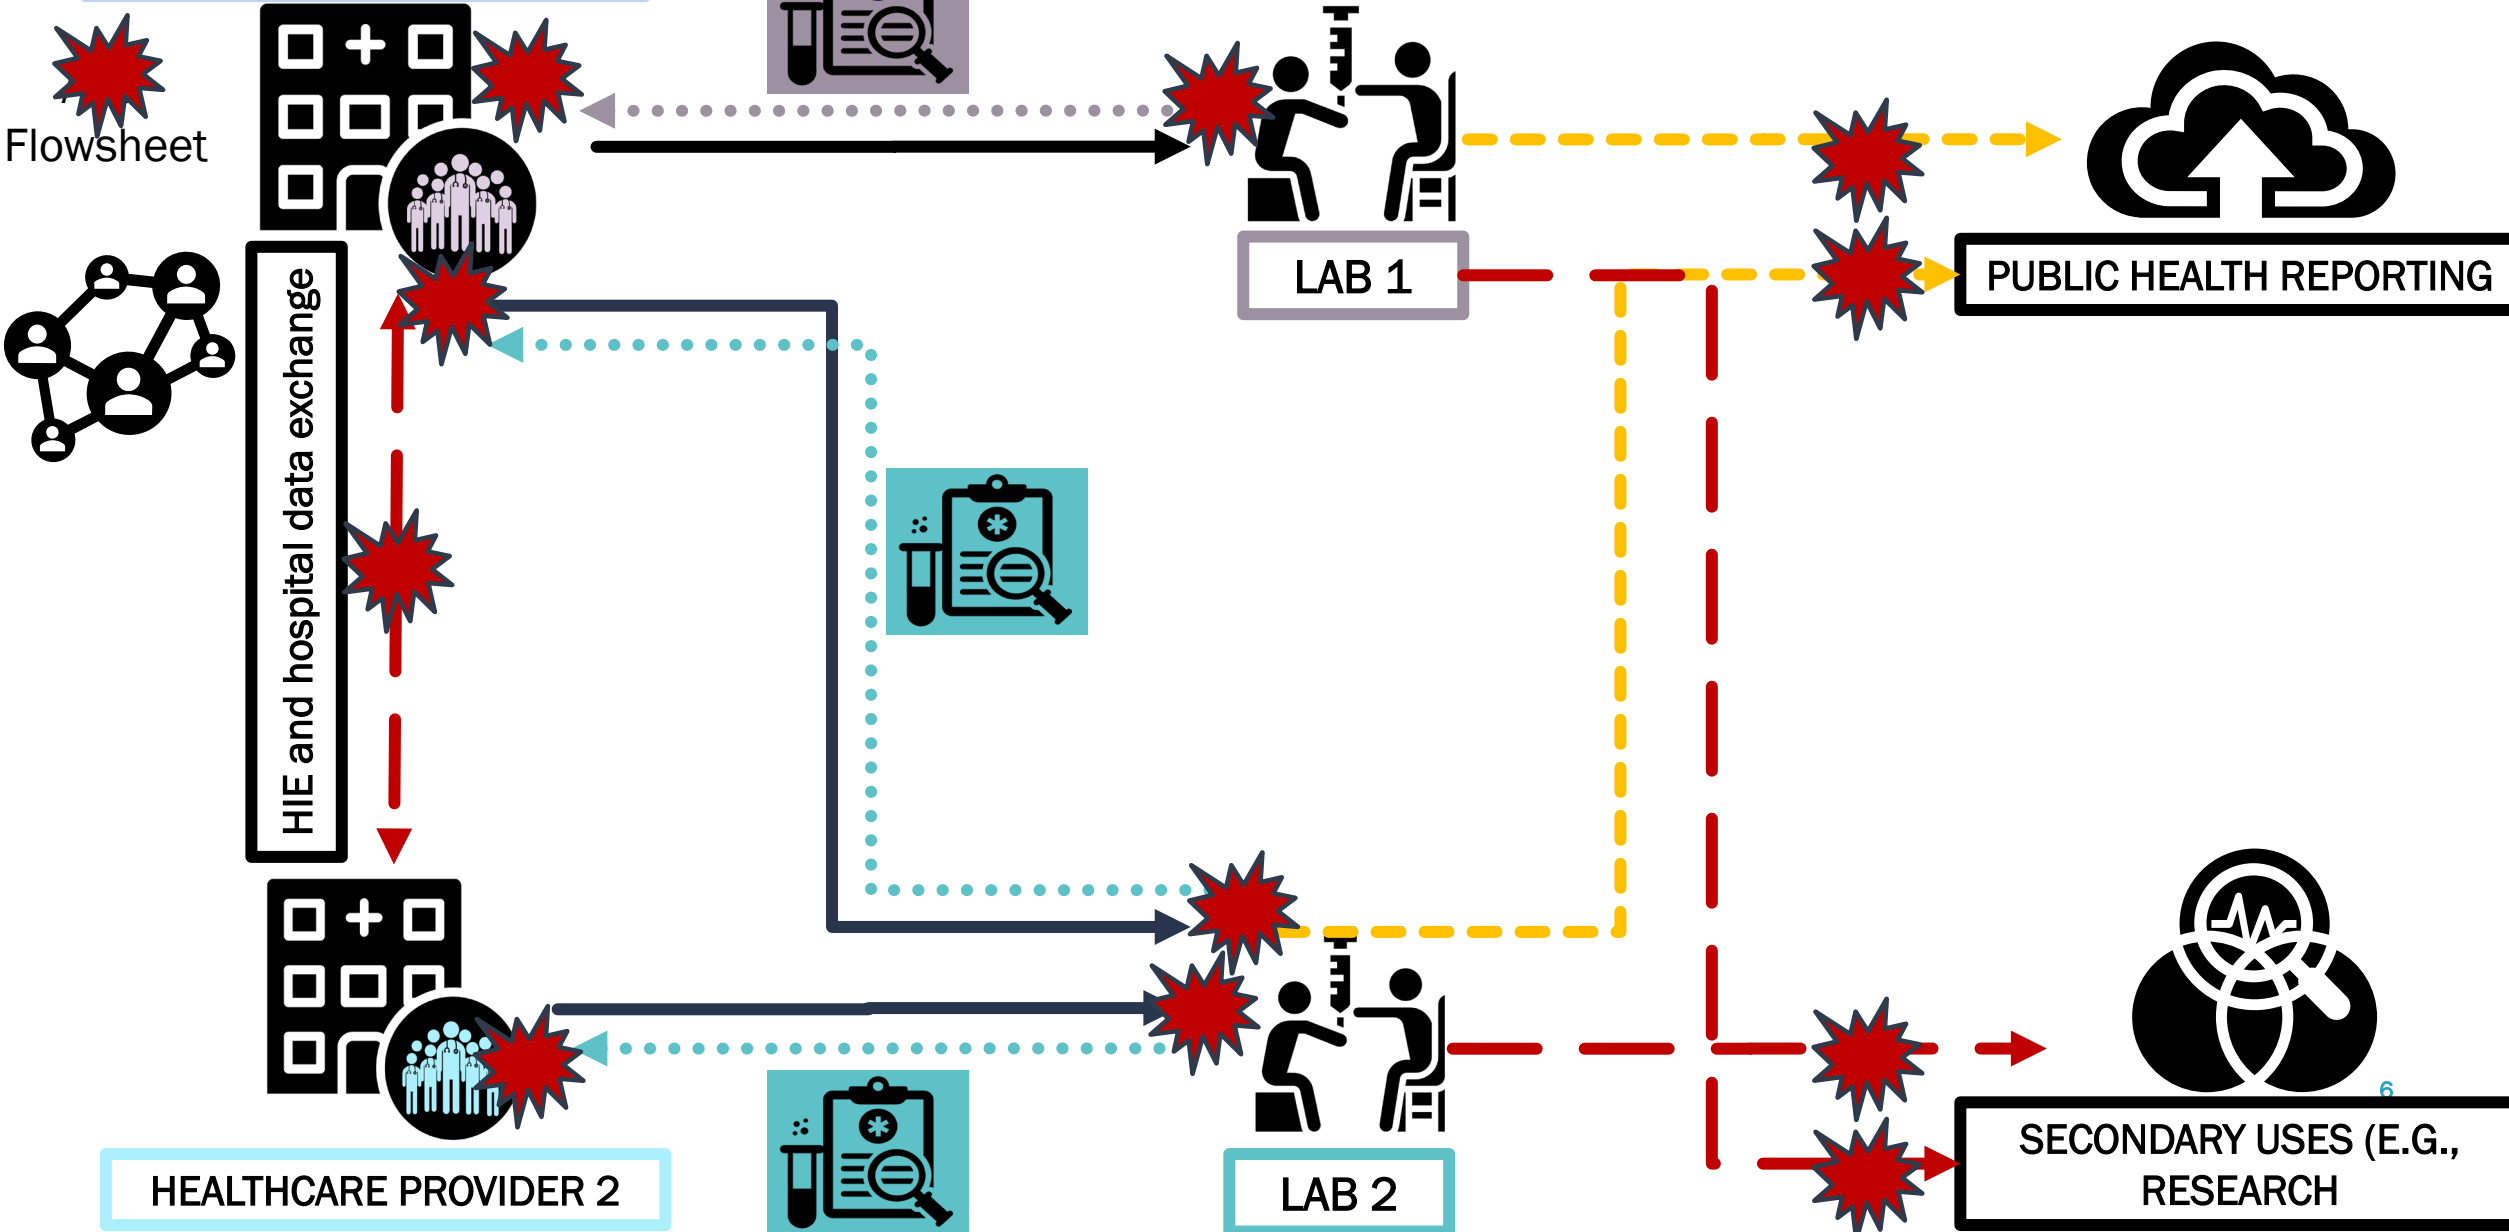 Flowsheet
HIE and hospital data exchange
LAB 1
PUBLIC HEALTH REPORTING
6
HEALTHCARE PROVIDER 2
LAB 2
SECONDARY USES (E.G.,
RESEARCH